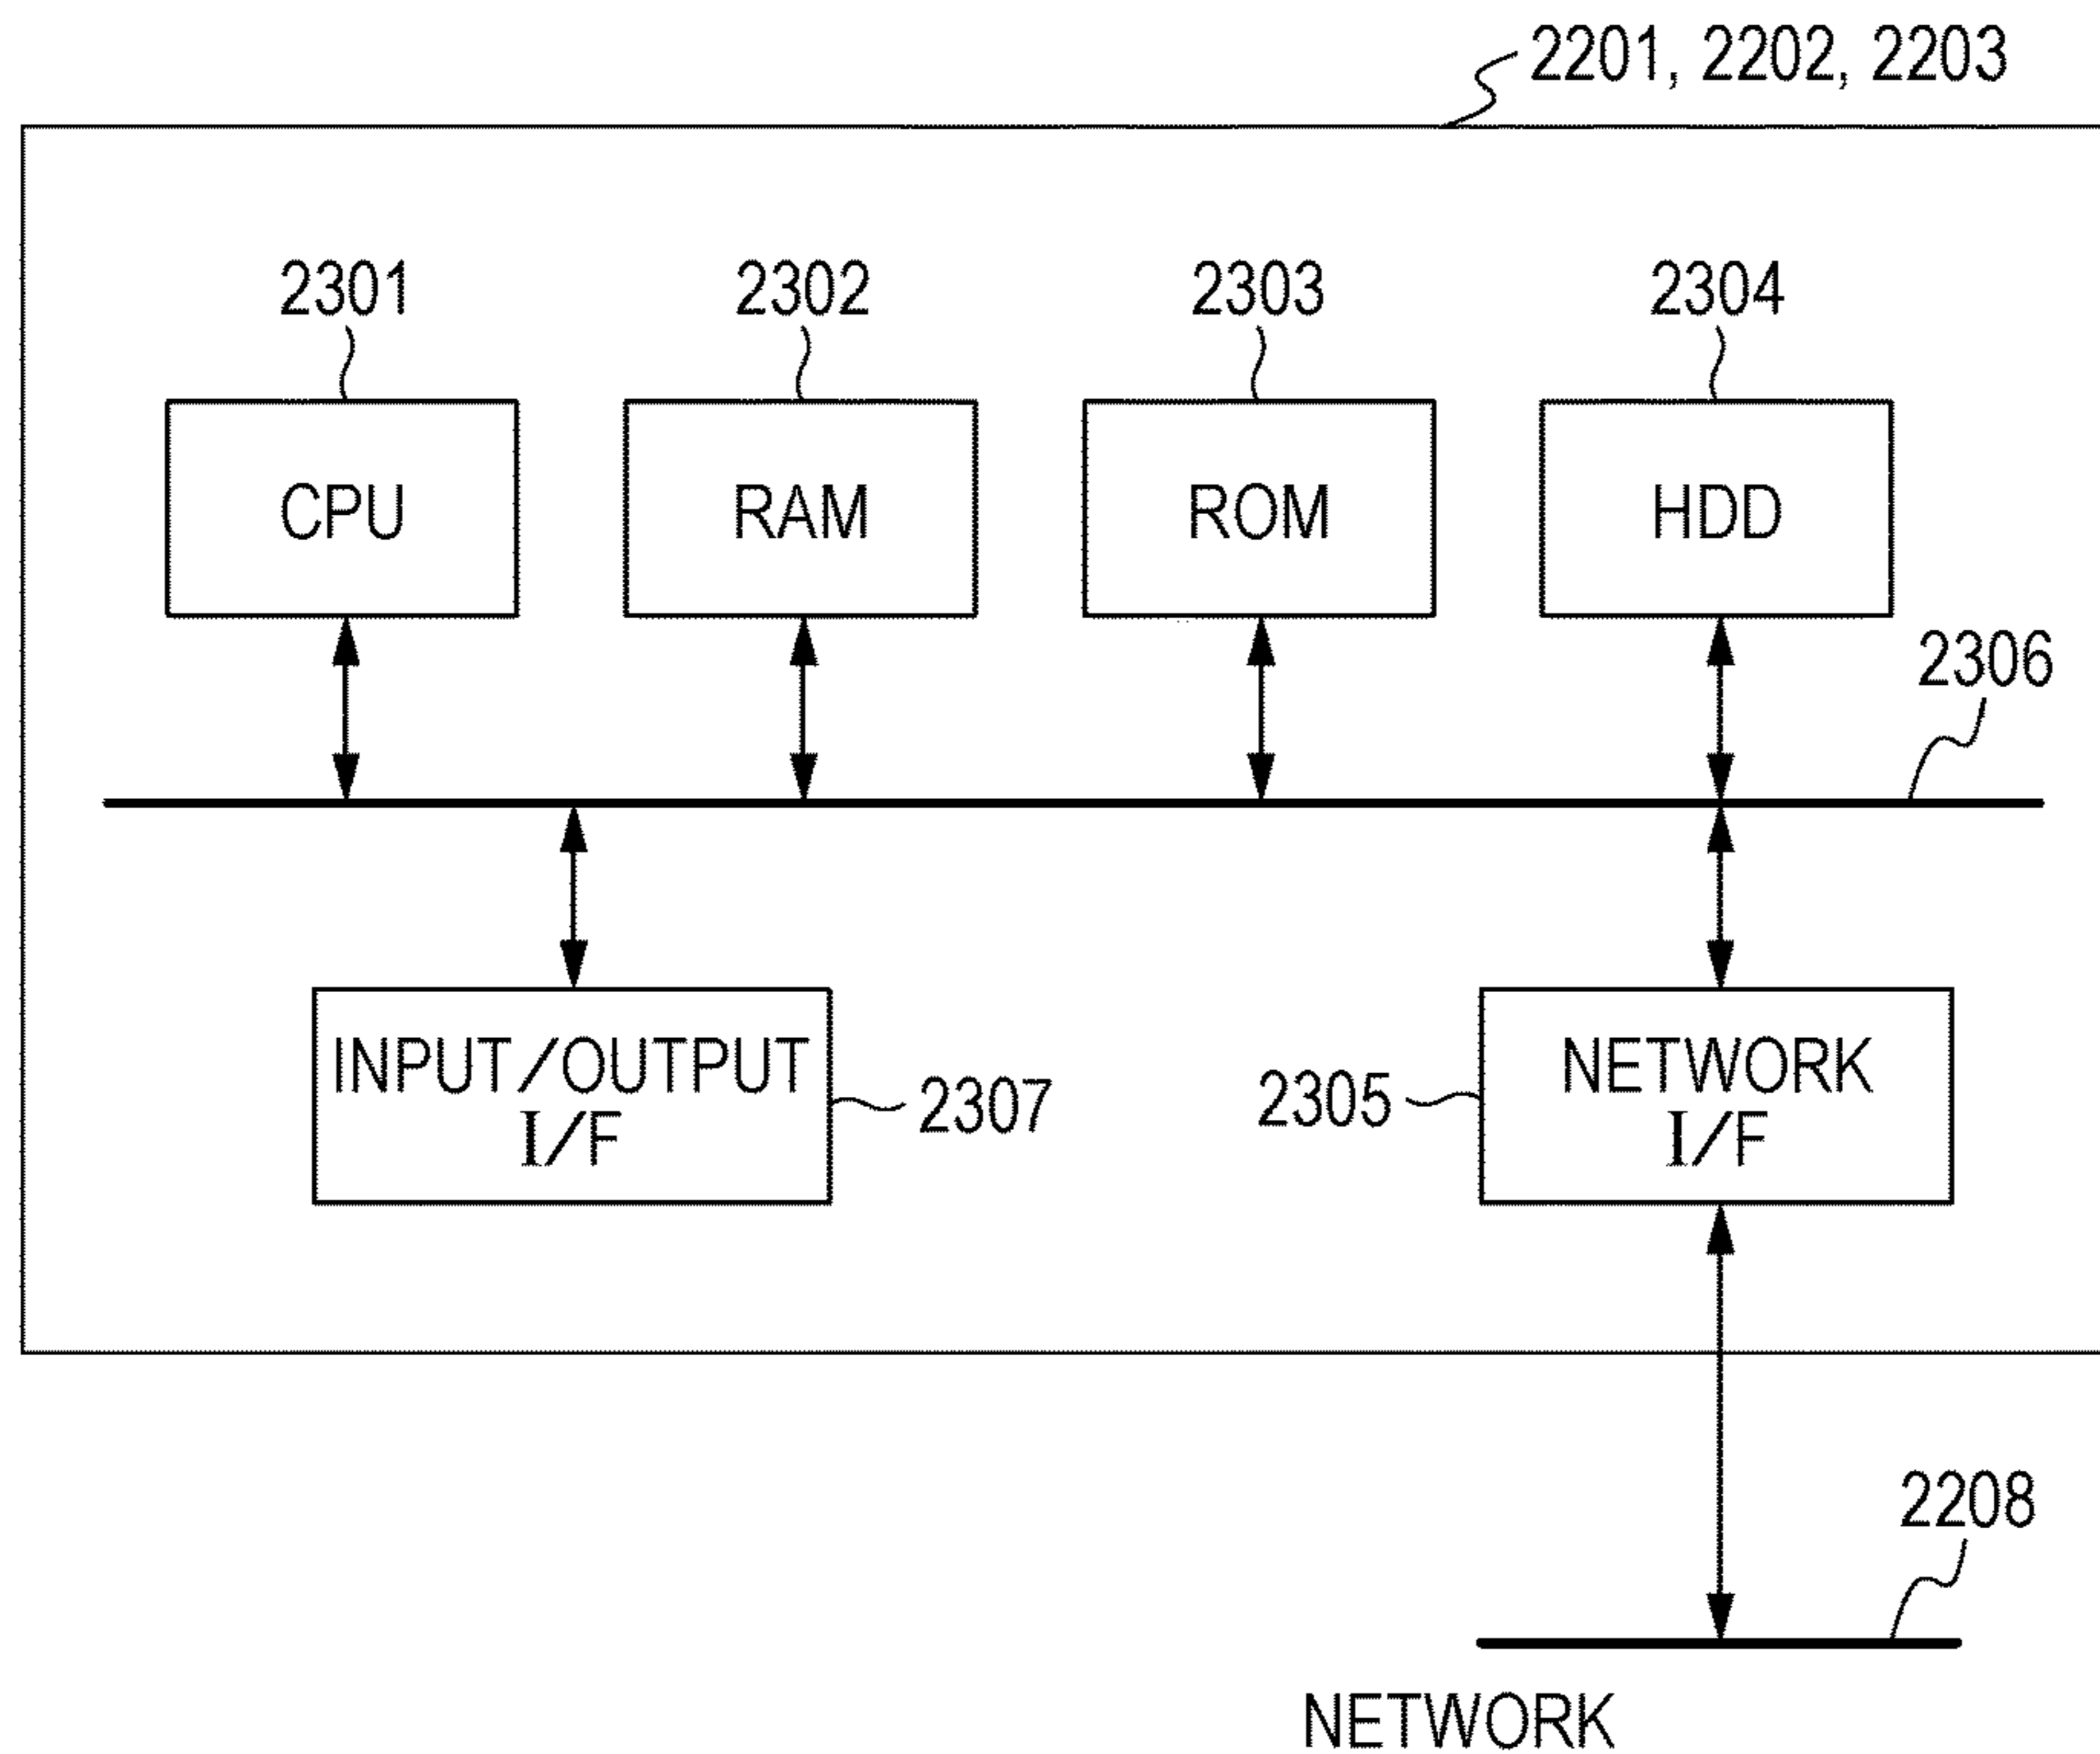 2201, 2202, 2203
2301
2302
2303
2304
CPU
RAM
ROM
HDD
2306
INPUT/OUTPUT
I/F
2307
2305
NETWORK
I/F
2208
NETWORK